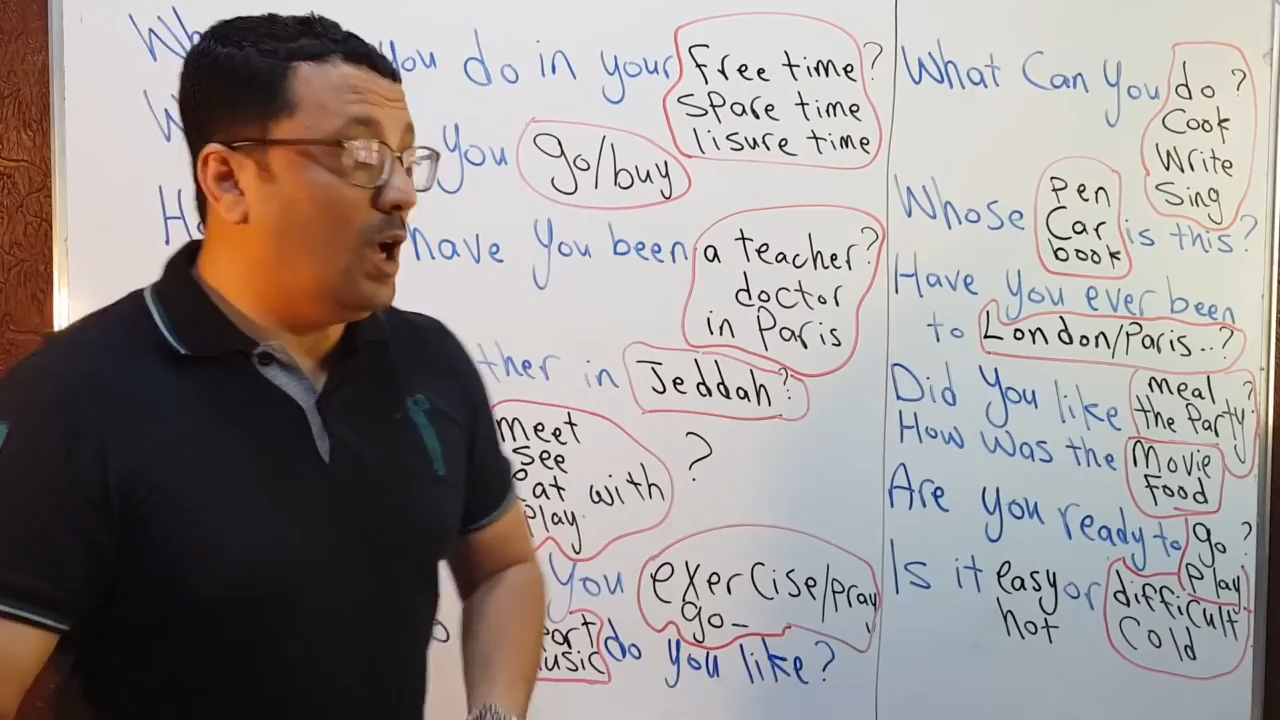 you do in your free time?
spare time
lisure time
you go/buy
have you been a teacher?
doctor
in Paris
ther in Jeddah?
meet
see
eat with
play
?
you exercise/pray
go_
music do you like?
What Can You do?
Cook
Write
Sing
Whose pen
Car
book
is this?
Have you ever been
to London/Paris..?
Did You like meal
the Party?
How was the Movie
food
Are you ready to go?
Play
Is it easy or difficult
hot
Cold